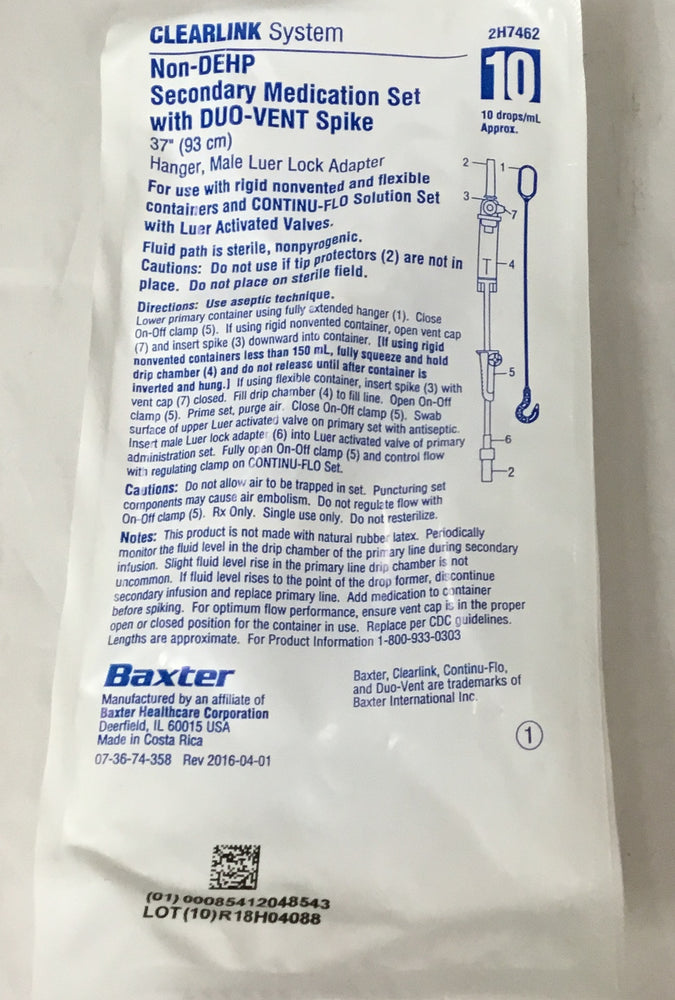 CLEARLINK System
2H7462
Non-DEHP
Secondary Medication Set
with DUO-VENT Spike
10
10 drops/mL
Approx.
37" (93 cm)
Hanger, Male Luer Lock Adapter
For use with rigid nonvented and flexible
containers and CONTINU-FLO Solution Set
with Luer Activated Valves.
Fluid path is sterile, nonpyrogenic.
Cautions: Do not use if tip protectors (2) are not in
place. Do not place on sterile field.
Directions: Use aseptic technique.
Lower primary container using fully extended hanger (1). Close
On-Off clamp (5). If using rigid nonvented container, open vent cap
(7) and insert spike (3) downward into container. [If using rigid
nonvented containers less than 150 mL, fully squeeze and hold
drip chamber (4) and do not release until after container is
inverted and hung.] If using flexible container, insert spike (3) with
vent cap (7) closed. Fill drip chamber (4) to fill line. Open On-Off
clamp (5). Prime set, purge air. Close On-Off clamp (5). Swab
surface of upper Luer activated valve on primary set with antiseptic.
Insert male Luer lock adapter (6) into Luer activated valve of primary
administration set. Fully open On-Off clamp (5) and control flow
with regulating clamp on CONTINU-FLO Set.
2
1
3
7
4
5
6
2
Cautions: Do not allow air to be trapped in set. Puncturing set
components may cause air embolism. Do not regulate flow with
On-Off clamp (5). Rx Only. Single use only. Do not resterilize.
Notes: This product is not made with natural rubber latex. Periodically
monitor the fluid level in the drip chamber of the primary line during secondary
infusion. Slight fluid level rise in the primary line drip chamber is not
uncommon. If fluid level rises to the point of the drop former, discontinue
secondary infusion and replace primary line. Add medication to container
before spiking. For optimum flow performance, ensure vent cap is in the proper
open or closed position for the container in use. Replace per CDC guidelines.
Lengths are approximate. For Product Information 1-800-933-0303
Baxter
Manufactured by an affiliate of
Baxter Healthcare Corporation
Deerfield, IL 60015 USA
Made in Costa Rica
07-36-74-358 Rev 2016-04-01
Baxter, Clearlink, Continu-Flo,
and Duo-Vent are trademarks of
Baxter International Inc.
1
(01) 00085412048543
LOT(10)R18H04088